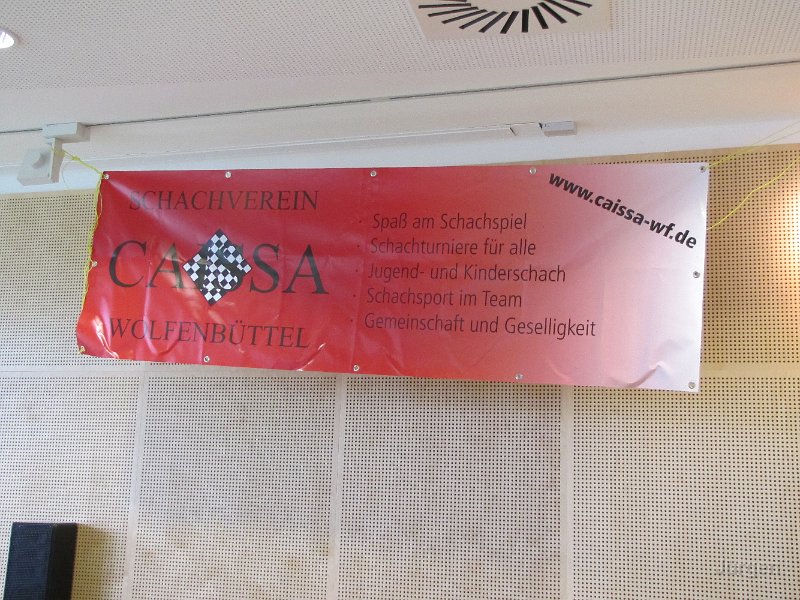 SCHACHVEREIN
CAISSA
WOLFENBÜTTEL
www.caissa-wf.de
· Spaß am Schachspiel
· Schachturniere für alle
· Jugend- und Kinderschach
· Schachsport im Team
· Gemeinschaft und Geselligkeit